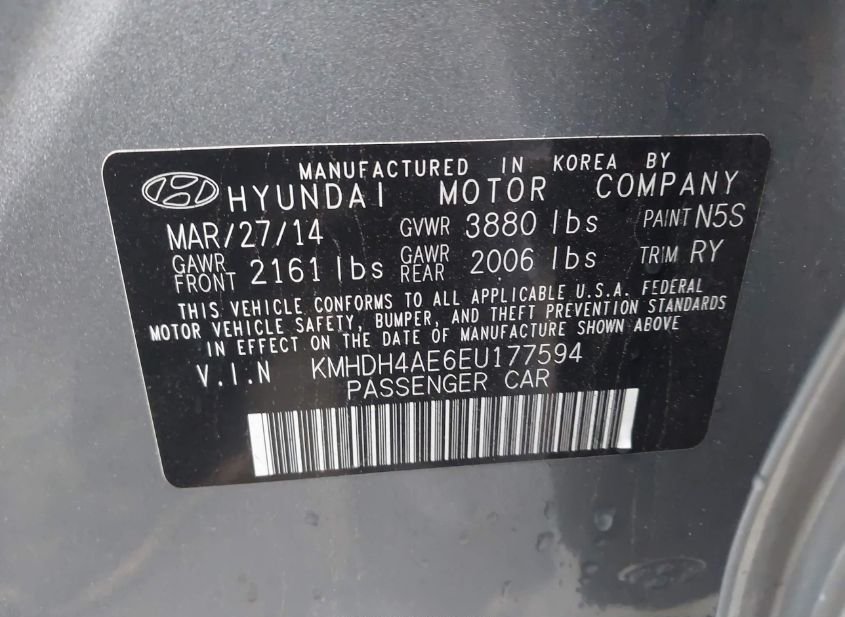 MANUFACTURED IN KOREA BY
HYUNDAI MOTOR COMPANY
MAR/27/14 GVWR 3880 lbs PAINT N5S
GAWR FRONT 2161 lbs GAWR REAR 2006 lbs TRIM RY
THIS VEHICLE CONFORMS TO ALL APPLICABLE U.S.A. FEDERAL
MOTOR VEHICLE SAFETY, BUMPER, AND THEFT PREVENTION STANDARDS
IN EFFECT ON THE DATE OF MANUFACTURE SHOWN ABOVE
V.I.N KMHDH4AE6EU177594
PASSENGER CAR